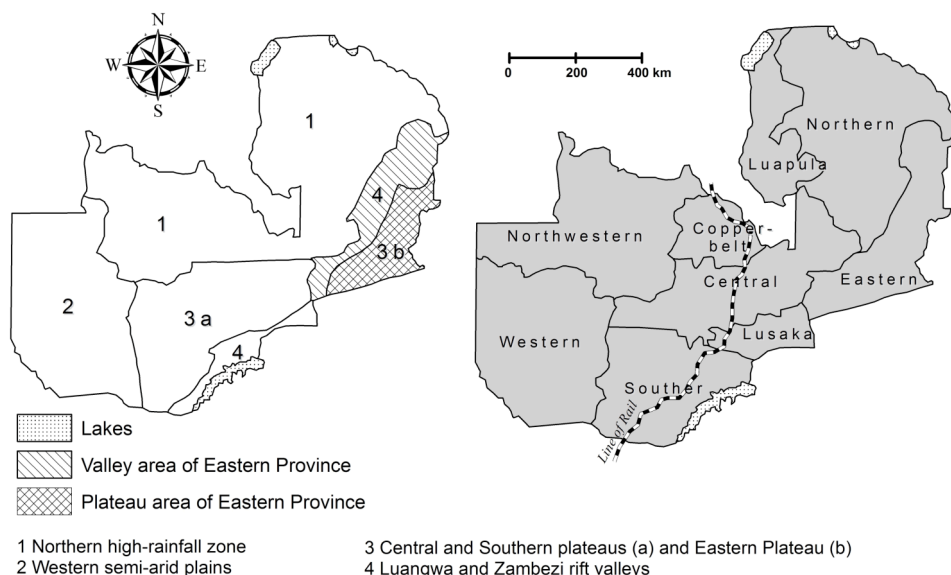 N
W
E
S
0 200 400 km
1
1
2
3 a
3 b
4
4
Northern
Luapula
Northwestern
Copper-
belt
Central
Eastern
Western
Lusaka
Souther
Line of Rail
Lakes
Valley area of Eastern Province
Plateau area of Eastern Province
1 Northern high-rainfall zone
2 Western semi-arid plains
3 Central and Southern plateaus (a) and Eastern Plateau (b)
4 Luangwa and Zambezi rift valleys